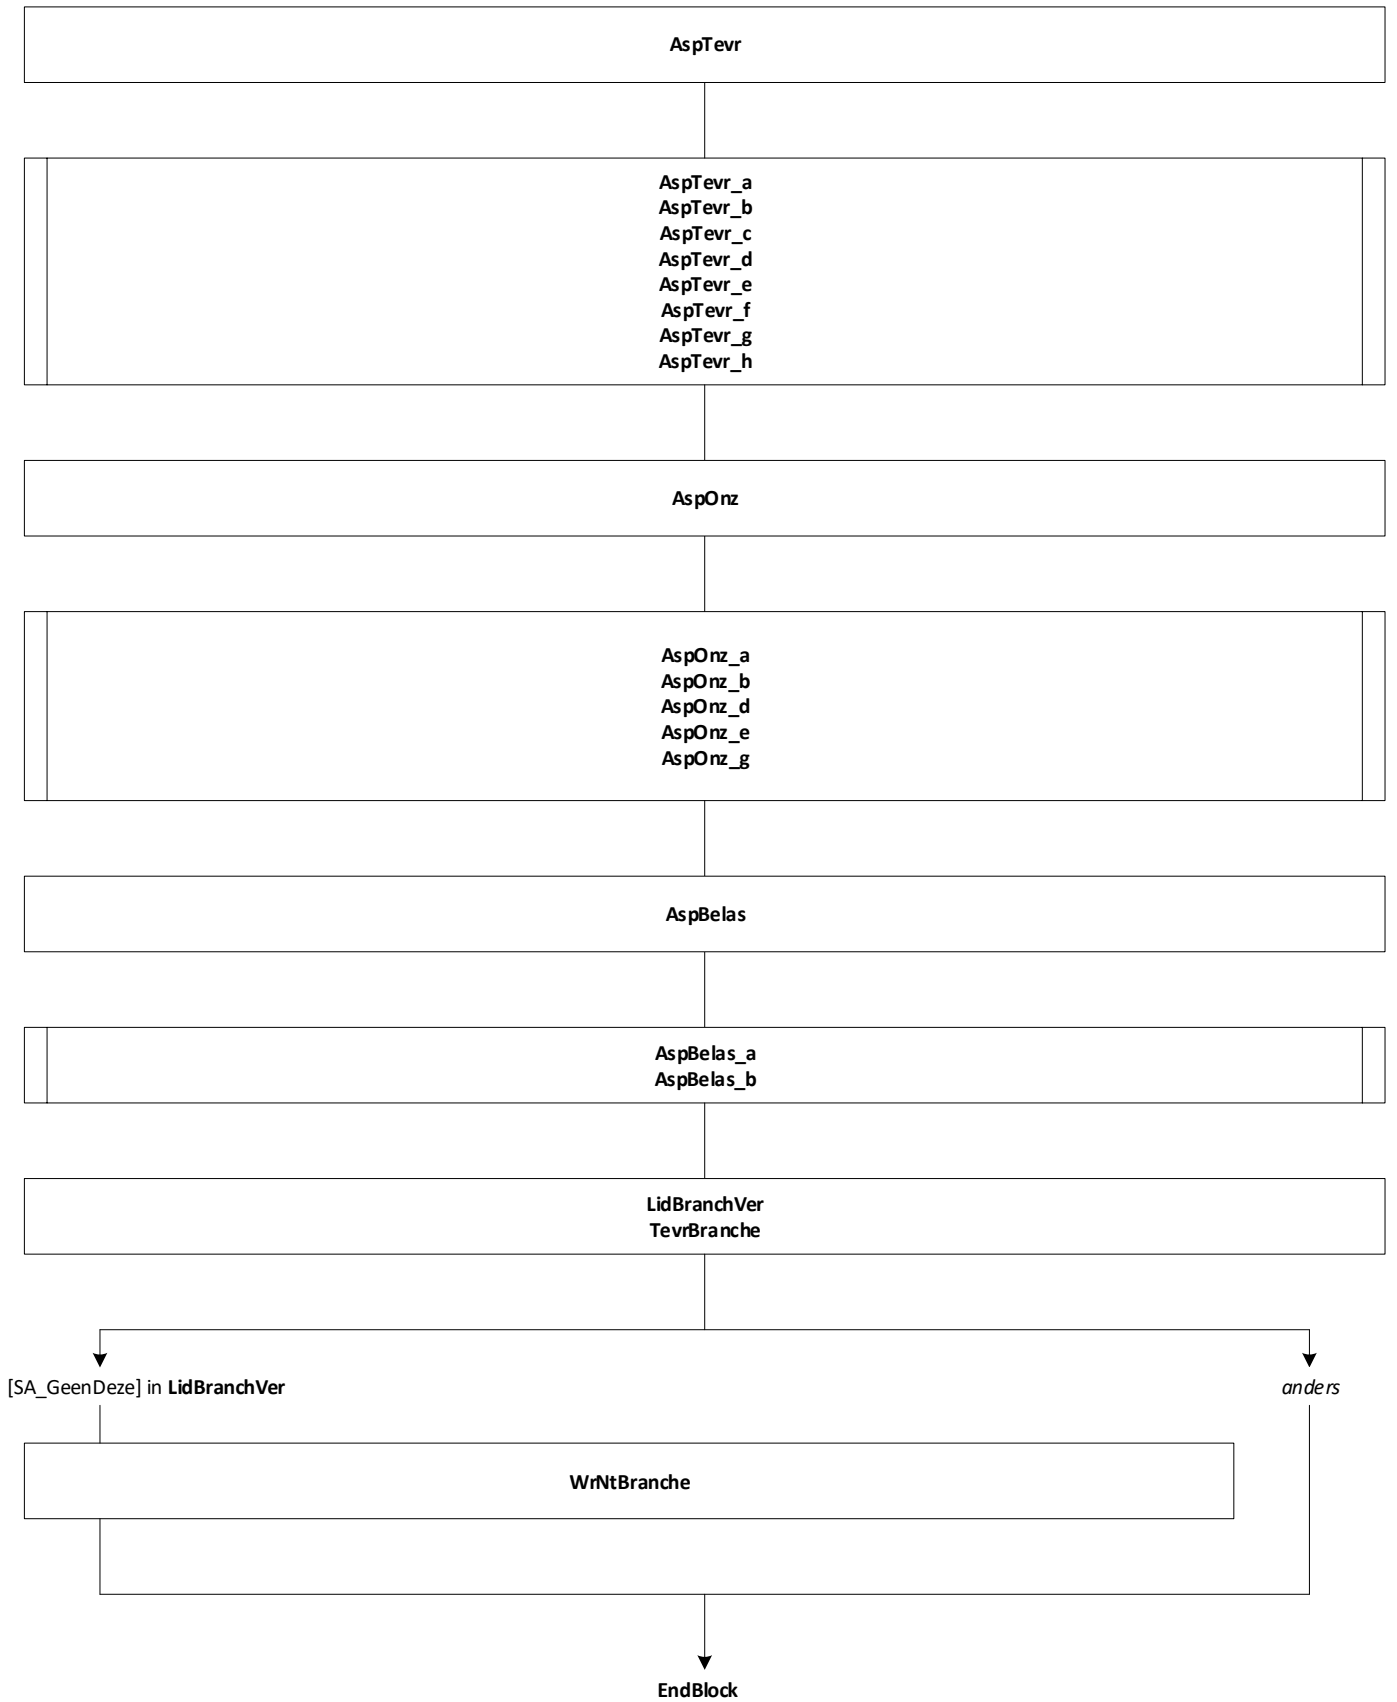 AspTevr
AspTevr_a
AspTevr_b
AspTevr_c
AspTevr_d
AspTevr_e
AspTevr_f
AspTevr_g
AspTevr_h
AspOnz
AspOnz_a
AspOnz_b
AspOnz_d
AspOnz_e
AspOnz_g
AspBelas
AspBelas_a
AspBelas_b
LidBranchVer
TevrBranche
[SA_GeenDeze] in LidBranchVer
anders
WrNtBranche
EndBlock